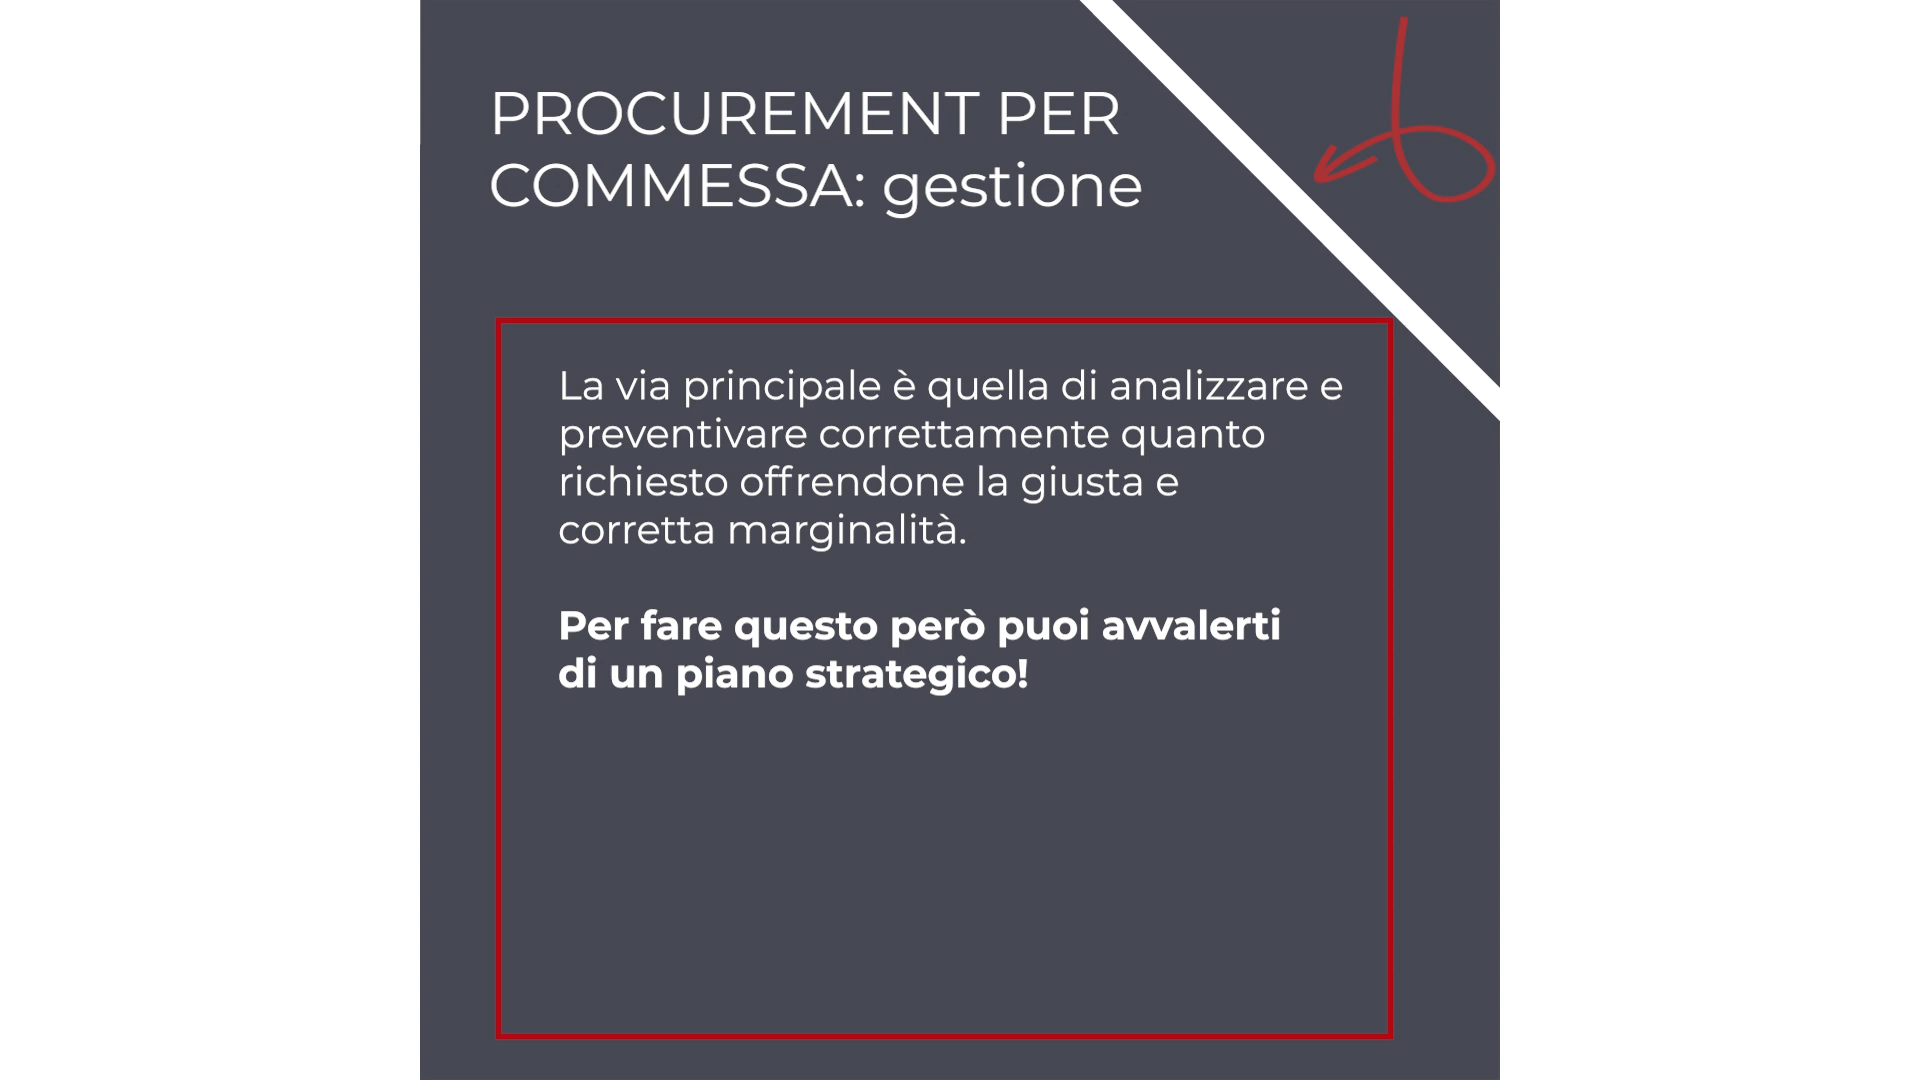 PROCUREMENT PER
COMMESSA: gestione
La via principale è quella di analizzare e
preventivare correttamente quanto
richiesto offrendone la giusta e
corretta marginalità.
Per fare questo però puoi avvalerti
di un piano strategico!